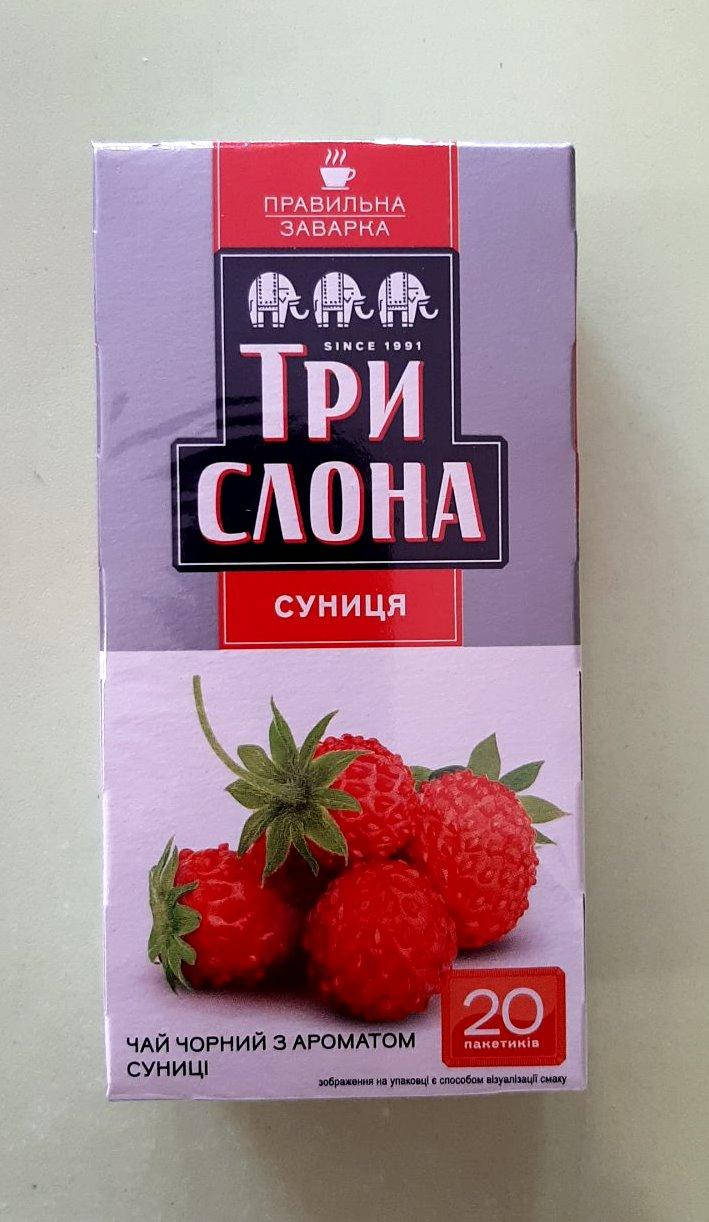 ПРАВИЛЬНА
ЗАВАРКА
SINCE 1991
ТРИ
СЛОНА
СУНИЦЯ
20
пакетиків
ЧАЙ ЧОРНИЙ З АРОМАТОМ
СУНИЦІ
зображення на упаковці є способом візуалізації смаку